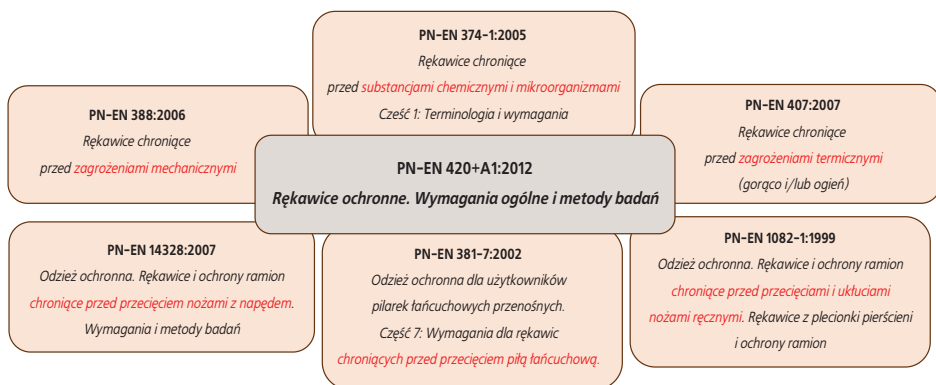 PN-EN 374-1:2005
Rękawice chroniące
przed substancjami chemicznymi i mikroorganizmami
Cześć 1: Terminologia i wymagania
PN-EN 388:2006
Rękawice chroniące
przed zagrożeniami mechanicznymi
PN-EN 407:2007
Rękawice chroniące
przed zagrożeniami termicznymi
(gorąco i/lub ogień)
PN-EN 420+A1:2012
Rękawice ochronne. Wymagania ogólne i metody badań
PN-EN 14328:2007
Odzież ochronna. Rękawice i ochrony ramion
chroniące przed przecięciem nożami z napędem.
Wymagania i metody badań
PN-EN 381-7:2002
Odzież ochronna dla użytkowników
pilarek łańcuchowych przenośnych.
Część 7: Wymagania dla rękawic
chroniących przed przecięciem piłą łańcuchową.
PN-EN 1082-1:1999
Odzież ochronna. Rękawice i ochrony ramion
chroniące przed przecięciami i ukłuciami
nożami ręcznymi. Rękawice z plecionki pierścieni
i ochrony ramion